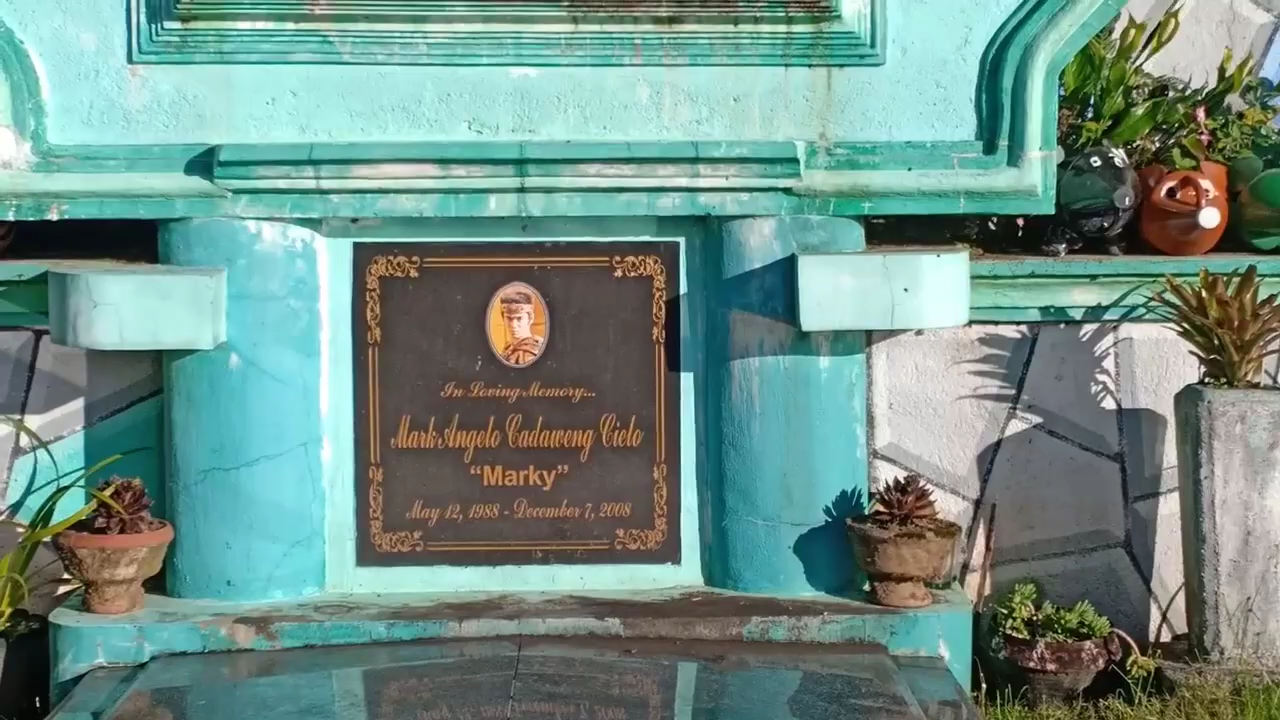 In Loving Memory...
Mark Angelo Cadaweng Cielo
“Marky”
May 12, 1988 - December 7, 2008